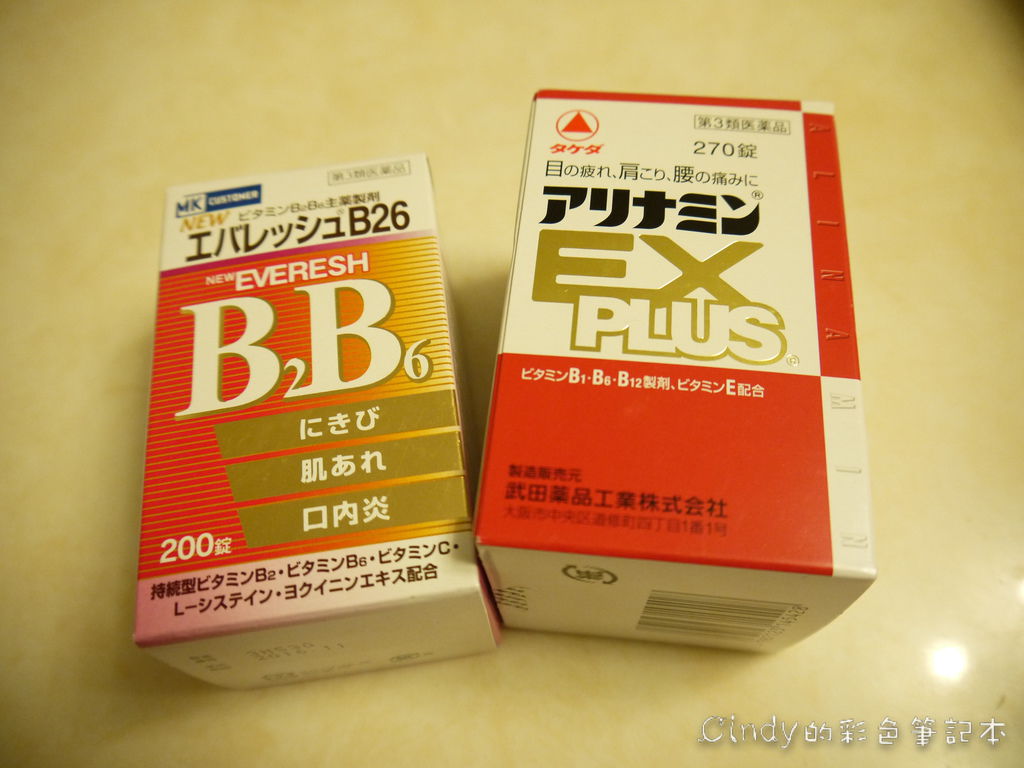 第3類医薬品
MK CUSTOMER
NEW ビタミンB₂B₆主薬製剤
エバレッシュ®B26
NEW EVERESH
B₂B₆
にきび
肌あれ
口内炎
200錠
持続型ビタミンB₂・ビタミンB₆・ビタミンC・
L-システイン・ヨクイニンエキス配合
第3類医薬品
タケダ
270錠
目の疲れ、肩こり、腰の痛みに
アリナミン®
EX
PLUS®
ビタミンB₁・B₆・B₁₂製剤、ビタミンE配合
製造販売元
武田薬品工業株式会社
大阪市中央区道修町四丁目1番1号
ALINAMIN
Cindy的彩色筆記本